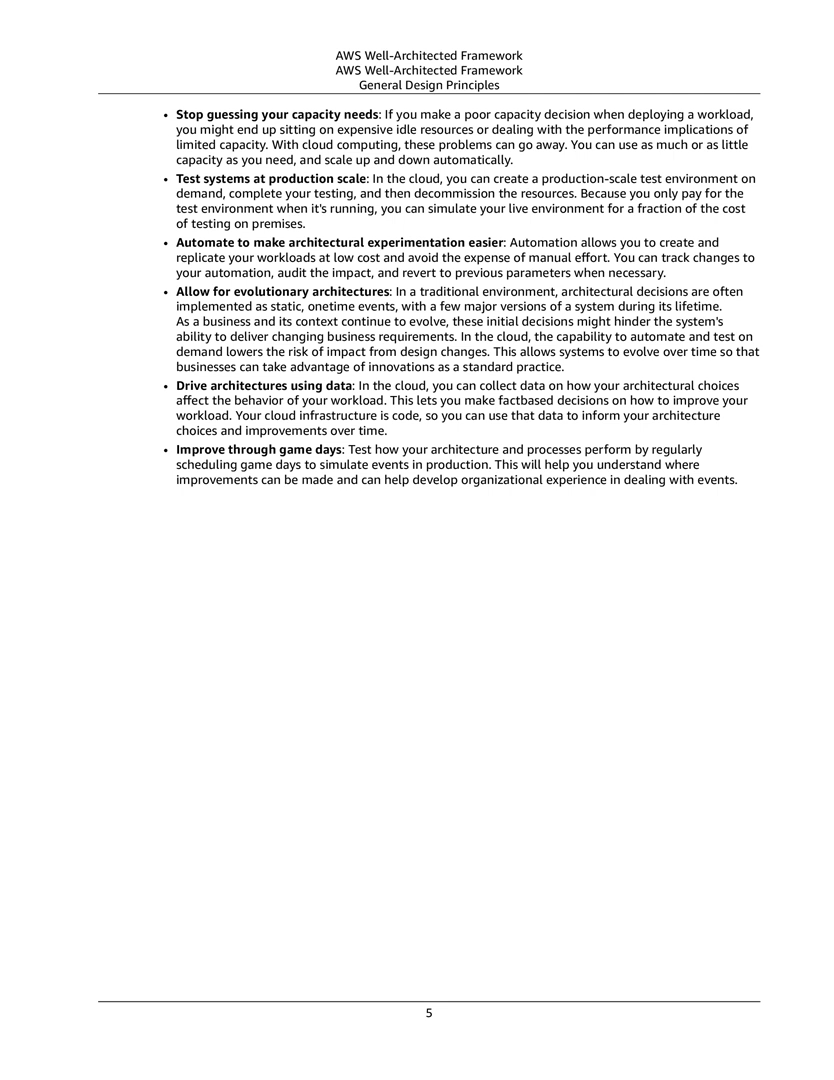 AWS Well-Architected Framework
AWS Well-Architected Framework
General Design Principles
• Stop guessing your capacity needs: If you make a poor capacity decision when deploying a workload,
you might end up sitting on expensive idle resources or dealing with the performance implications of
limited capacity. With cloud computing, these problems can go away. You can use as much or as little
capacity as you need, and scale up and down automatically.
• Test systems at production scale: In the cloud, you can create a production-scale test environment on
demand, complete your testing, and then decommission the resources. Because you only pay for the
test environment when it's running, you can simulate your live environment for a fraction of the cost
of testing on premises.
• Automate to make architectural experimentation easier: Automation allows you to create and
replicate your workloads at low cost and avoid the expense of manual effort. You can track changes to
your automation, audit the impact, and revert to previous parameters when necessary.
• Allow for evolutionary architectures: In a traditional environment, architectural decisions are often
implemented as static, onetime events, with a few major versions of a system during its lifetime.
As a business and its context continue to evolve, these initial decisions might hinder the system's
ability to deliver changing business requirements. In the cloud, the capability to automate and test on
demand lowers the risk of impact from design changes. This allows systems to evolve over time so that
businesses can take advantage of innovations as a standard practice.
• Drive architectures using data: In the cloud, you can collect data on how your architectural choices
affect the behavior of your workload. This lets you make factbased decisions on how to improve your
workload. Your cloud infrastructure is code, so you can use that data to inform your architecture
choices and improvements over time.
• Improve through game days: Test how your architecture and processes perform by regularly
scheduling game days to simulate events in production. This will help you understand where
improvements can be made and can help develop organizational experience in dealing with events.
5